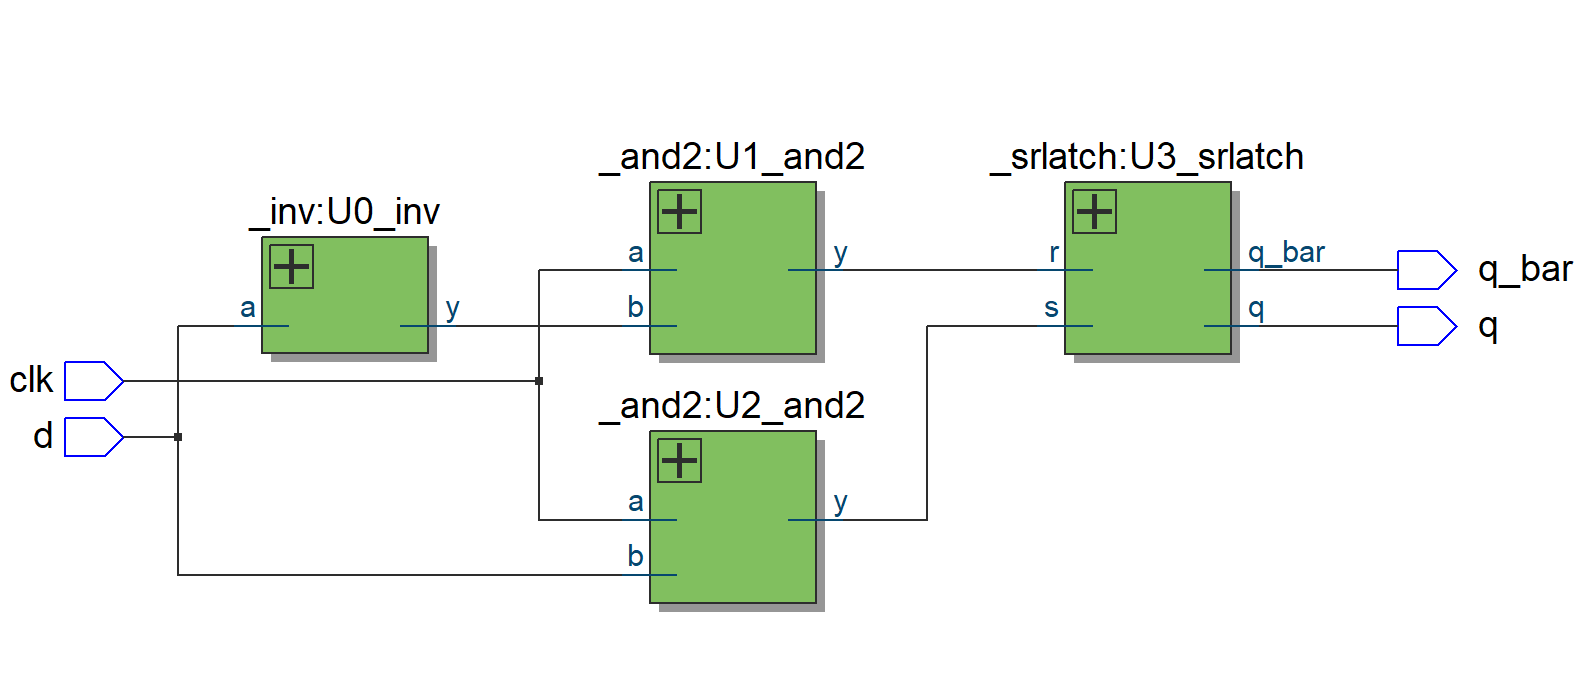 _and2:U1_and2
_srlatch:U3_srlatch
_inv:U0_inv
a
y
r
q_bar
q_bar
a
y
b
s
q
q
clk
d
_and2:U2_and2
a
y
b